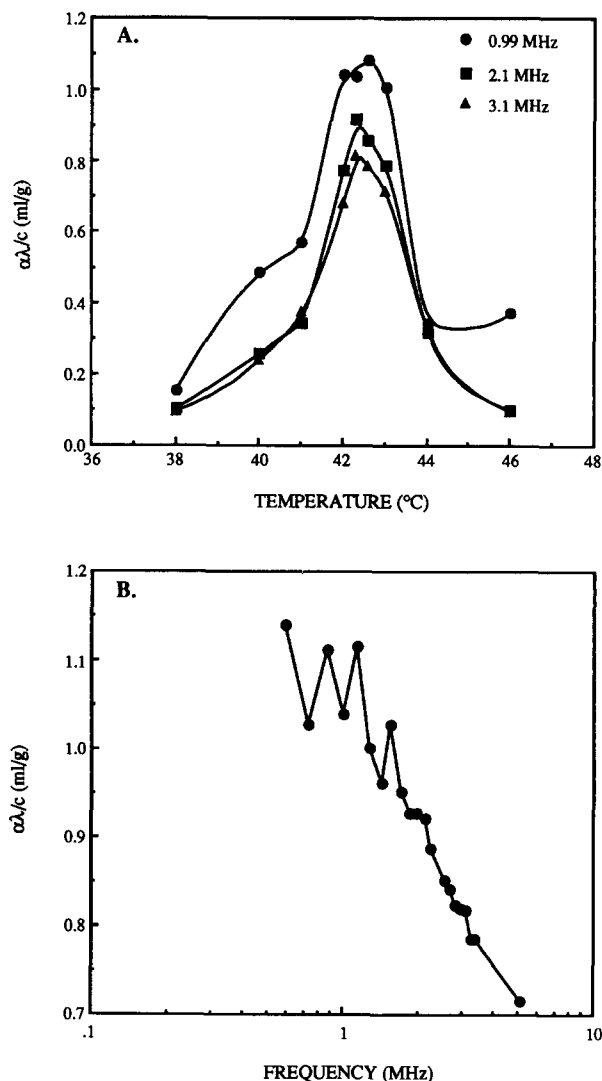 A.
0.99 MHz
2.1 MHz
3.1 MHz
1.2
1.0
0.8
0.6
0.4
0.2
0.0
αλ/c (ml/g)
36 38 40 42 44 46 48
TEMPERATURE (°C)
B.
1.2
1.1
1.0
0.9
0.8
0.7
αλ/c (ml/g)
.1 1 10
FREQUENCY (MHz)